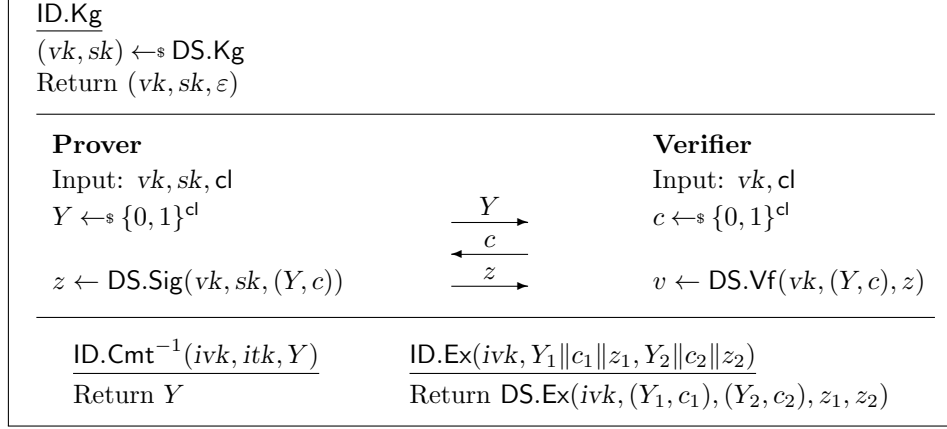 ID.Kg
(vk, sk) ←$ DS.Kg
Return (vk, sk, ε)
Prover Verifier
Input: vk, sk, cl Input: vk, cl
Y ←$ {0, 1}^cl Y c ←$ {0, 1}^cl
c
z ← DS.Sig(vk, sk, (Y, c)) z v ← DS.Vf(vk, (Y, c), z)
ID.Cmt⁻¹(ivk, itk, Y) ID.Ex(ivk, Y₁‖c₁‖z₁, Y₂‖c₂‖z₂)
Return Y Return DS.Ex(ivk, (Y₁, c₁), (Y₂, c₂), z₁, z₂)